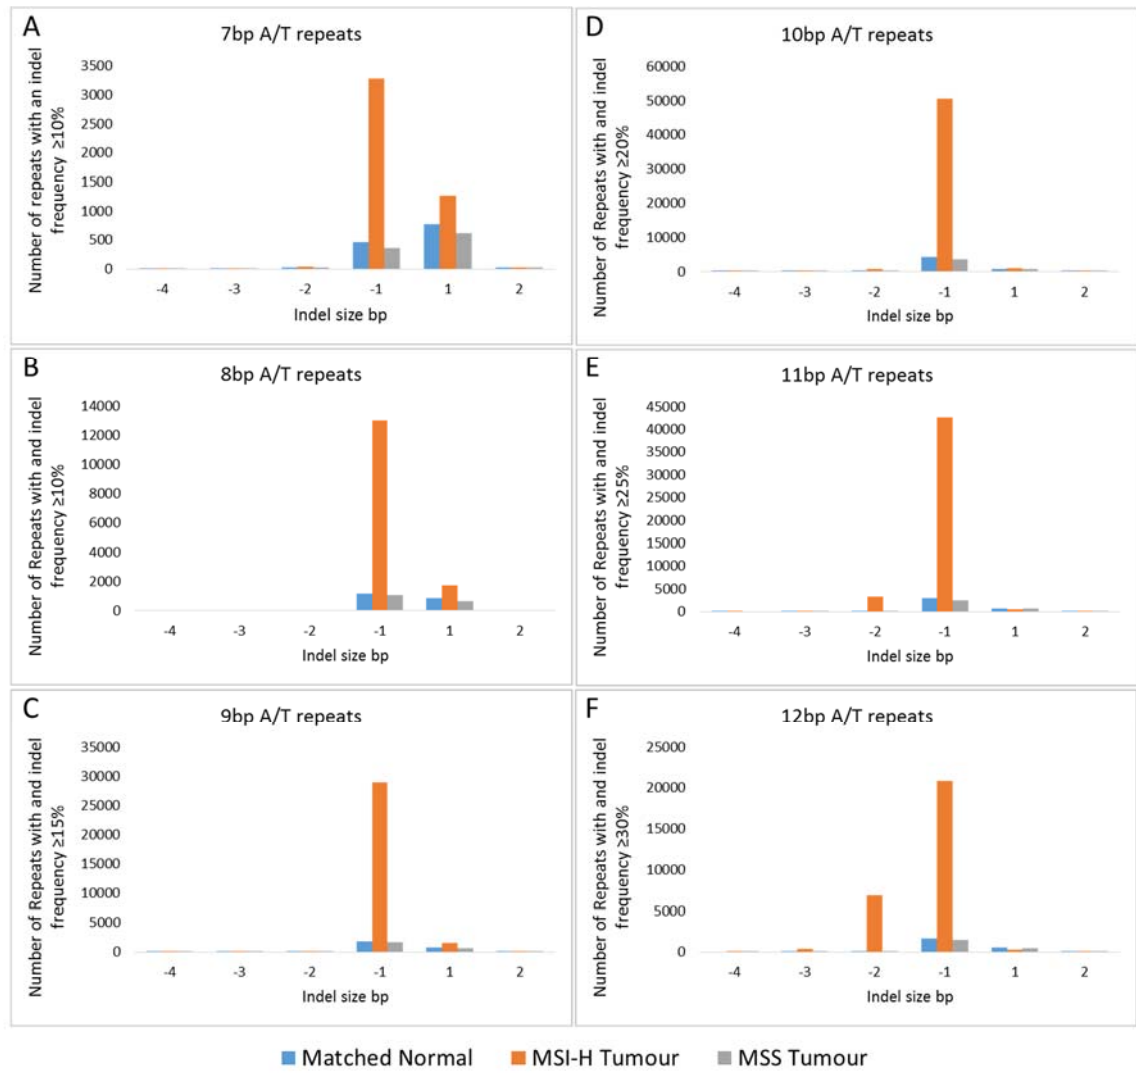 A
7bp A/T repeats
Number of repeats with an indel
frequency ≥10%
3500
3000
2500
2000
1500
1000
500
0
-4 -3 -2 -1 1 2
Indel size bp
B
8bp A/T repeats
Number of Repeats with and indel
frequency ≥10%
14000
12000
10000
8000
6000
4000
2000
0
-4 -3 -2 -1 1 2
Indel size bp
C
9bp A/T repeats
Number of Repeats with and indel
frequency ≥15%
35000
30000
25000
20000
15000
10000
5000
0
-4 -3 -2 -1 1 2
Indel size bp
D
10bp A/T repeats
Number of Repeats with and indel
frequency ≥20%
60000
50000
40000
30000
20000
10000
0
-4 -3 -2 -1 1 2
Indel size bp
E
11bp A/T repeats
Number of Repeats with and indel
frequency ≥25%
45000
40000
35000
30000
25000
20000
15000
10000
5000
0
-4 -3 -2 -1 1 2
Indel size bp
F
12bp A/T repeats
Number of Repeats with and indel
frequency ≥30%
25000
20000
15000
10000
5000
0
-4 -3 -2 -1 1 2
Indel size bp
Matched Normal MSI-H Tumour MSS Tumour